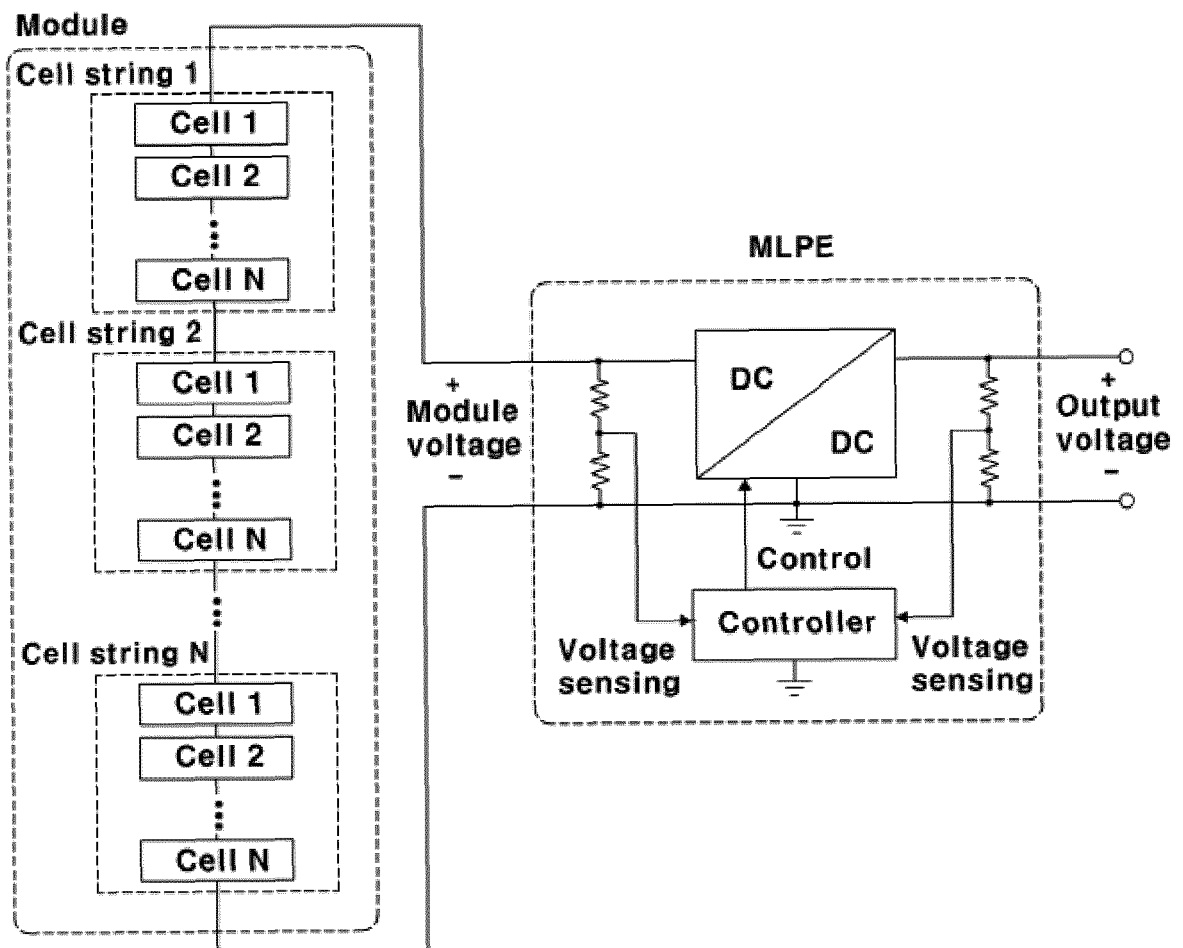 Module
Cell string 1
Cell 1
Cell 2
Cell N
Cell string 2
Cell 1
Cell 2
Cell N
Cell string N
Cell 1
Cell 2
Cell N
MLPE
+
Module
voltage
-
DC
DC
+
Output
voltage
-
Control
Controller
Voltage
sensing
Voltage
sensing